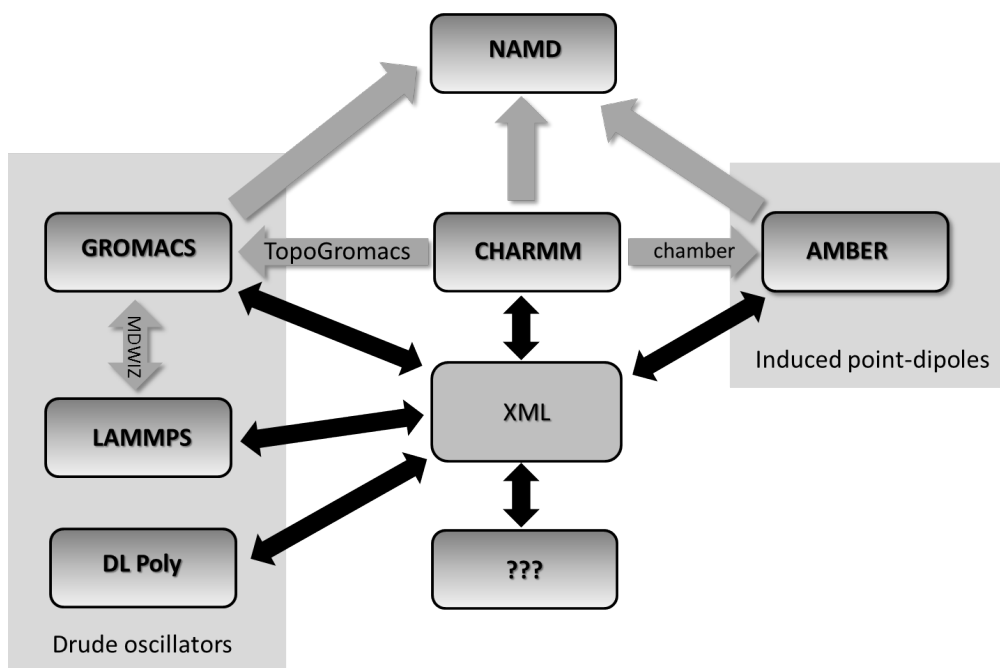 NAMD
GROMACS
TopoGromacs
CHARMM
chamber
AMBER
MDWIZ
Induced point-dipoles
LAMMPS
XML
DL Poly
???
Drude oscillators